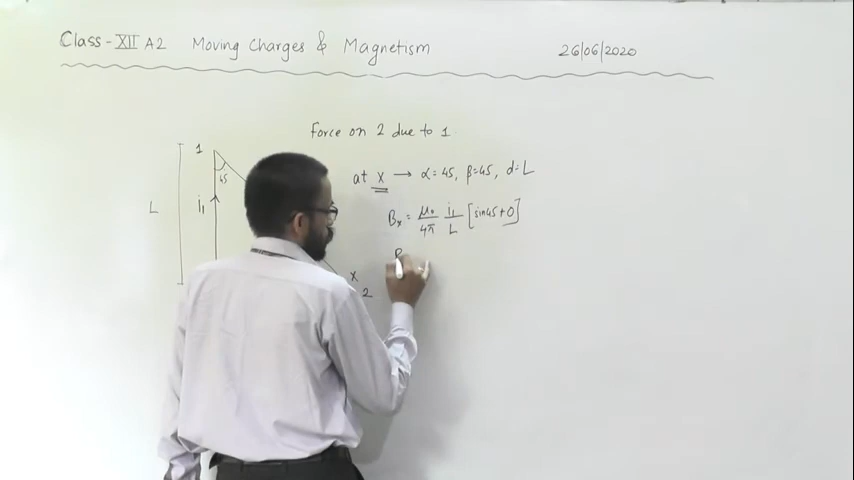 Class - XII A2 Moving Charges & Magnetism 26/06/2020
Force on 2 due to 1.
1
45
L
i₁
at x → α = 45, β = 45, d = L
Bₓ = μ₀/4π i₁/L [sin45 + 0]
B
x
2